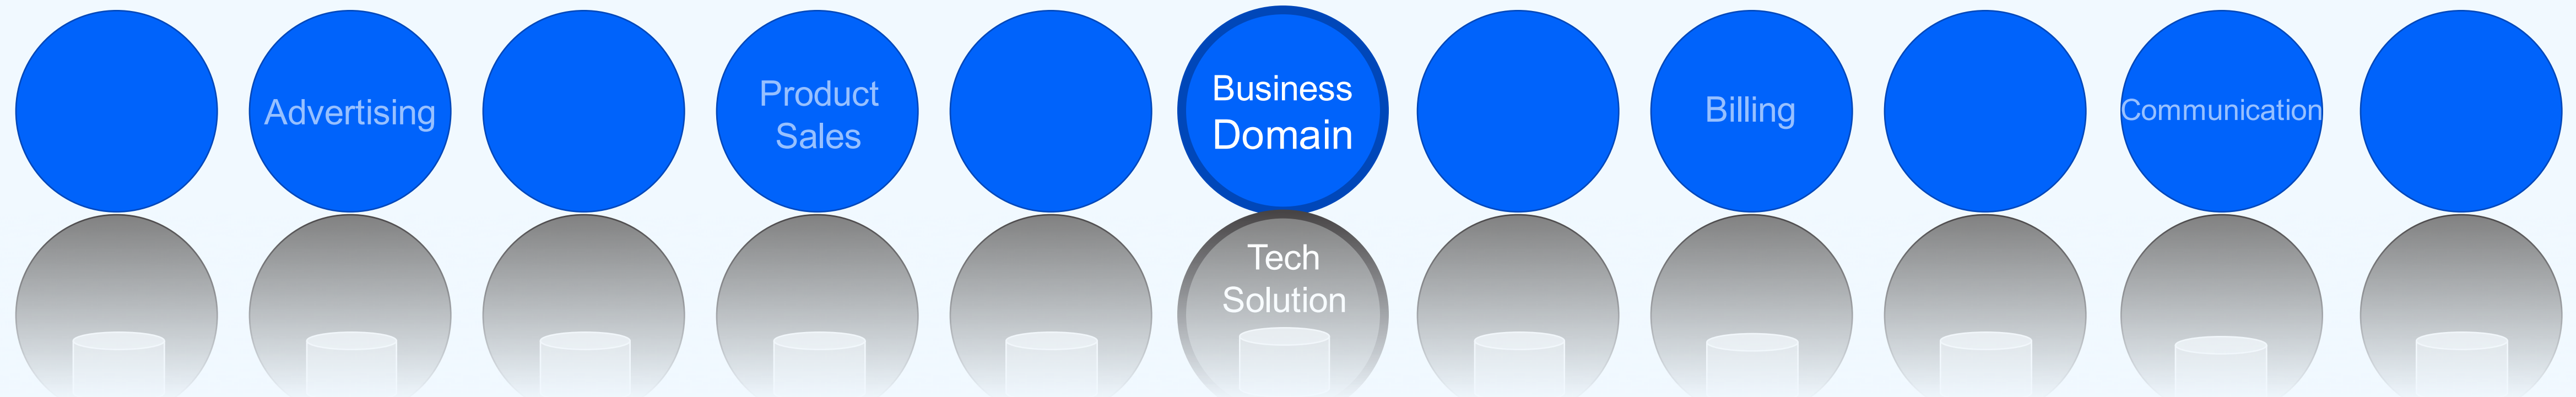 Advertising
Product
Sales
Business
Domain
Billing
Communication
Tech
Solution